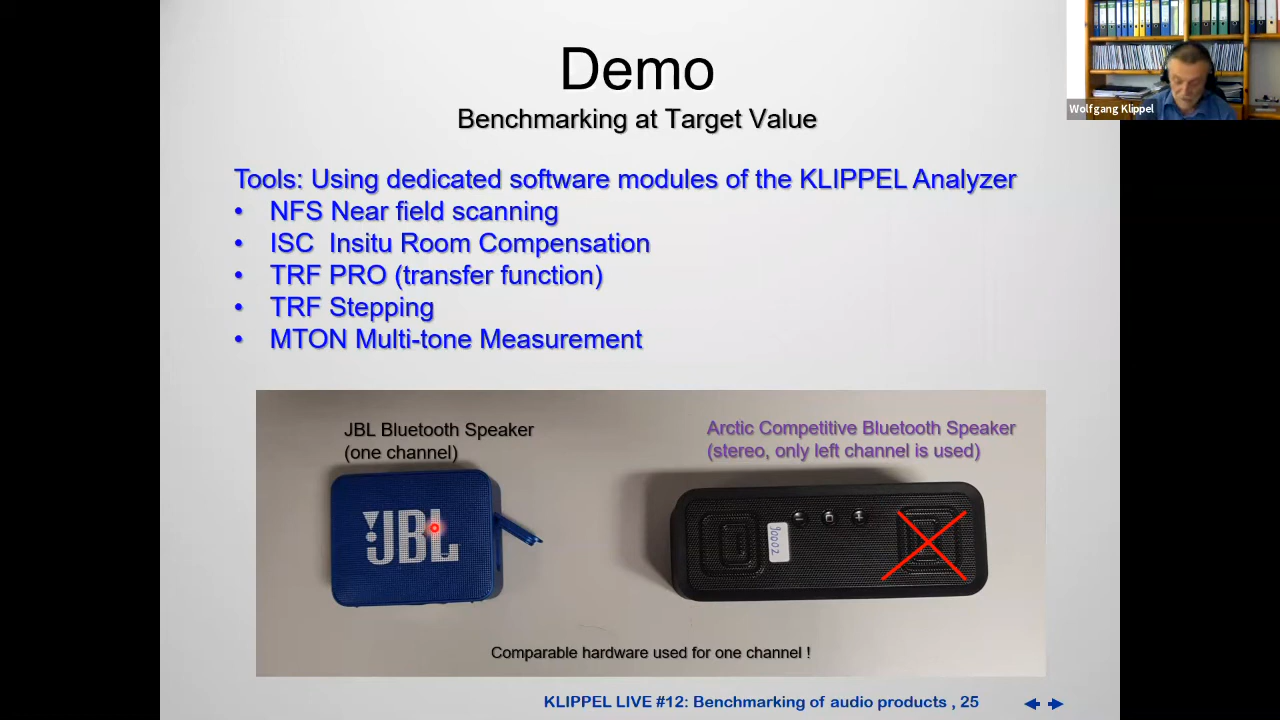 Demo
Benchmarking at Target Value
Wolfgang Klippel
Tools: Using dedicated software modules of the KLIPPEL Analyzer
• NFS Near field scanning
• ISC Insitu Room Compensation
• TRF PRO (transfer function)
• TRF Stepping
• MTON Multi-tone Measurement
JBL Bluetooth Speaker
(one channel)
Arctic Competitive Bluetooth Speaker
(stereo, only left channel is used)
JBL
90002
Comparable hardware used for one channel !
KLIPPEL LIVE #12: Benchmarking of audio products , 25